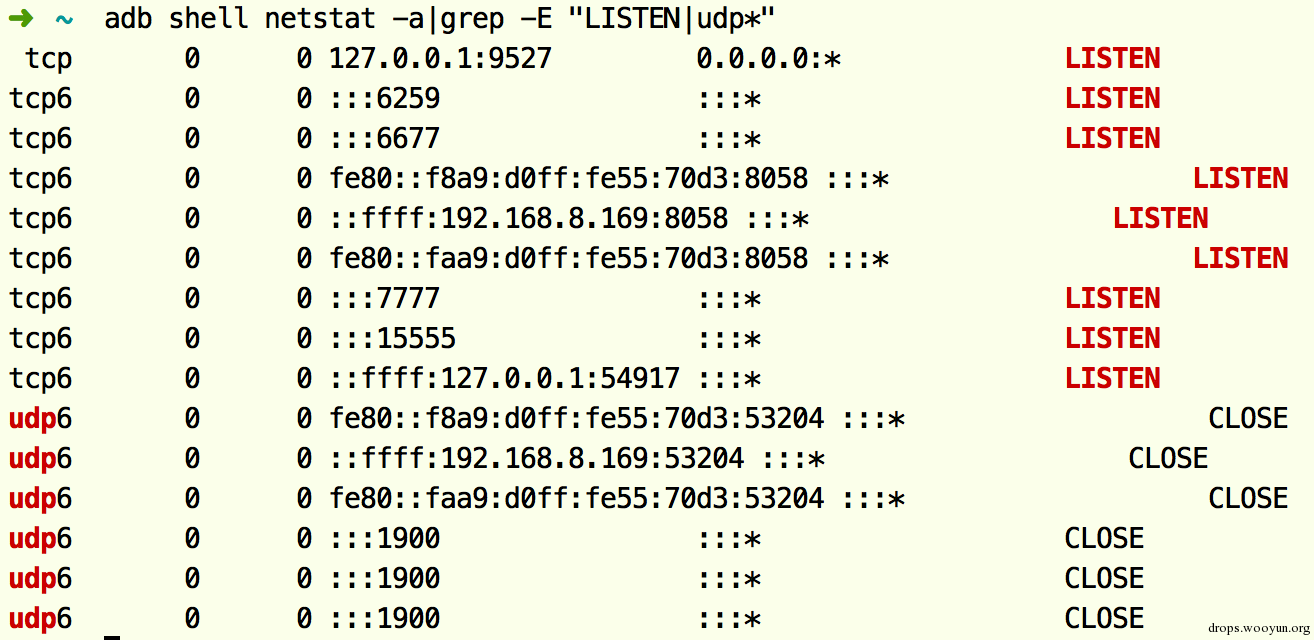 ➜ ~ adb shell netstat -a|grep -E "LISTEN|udp*"
tcp 0 0 127.0.0.1:9527 0.0.0.0:* LISTEN
tcp6 0 0 :::6259 :::* LISTEN
tcp6 0 0 :::6677 :::* LISTEN
tcp6 0 0 fe80::f8a9:d0ff:fe55:70d3:8058 :::* LISTEN
tcp6 0 0 ::ffff:192.168.8.169:8058 :::* LISTEN
tcp6 0 0 fe80::faa9:d0ff:fe55:70d3:8058 :::* LISTEN
tcp6 0 0 :::7777 :::* LISTEN
tcp6 0 0 :::15555 :::* LISTEN
tcp6 0 0 ::ffff:127.0.0.1:54917 :::* LISTEN
udp6 0 0 fe80::f8a9:d0ff:fe55:70d3:53204 :::* CLOSE
udp6 0 0 ::ffff:192.168.8.169:53204 :::* CLOSE
udp6 0 0 fe80::faa9:d0ff:fe55:70d3:53204 :::* CLOSE
udp6 0 0 :::1900 :::* CLOSE
udp6 0 0 :::1900 :::* CLOSE
udp6 0 0 :::1900 :::* CLOSE
drops.wooyun.org